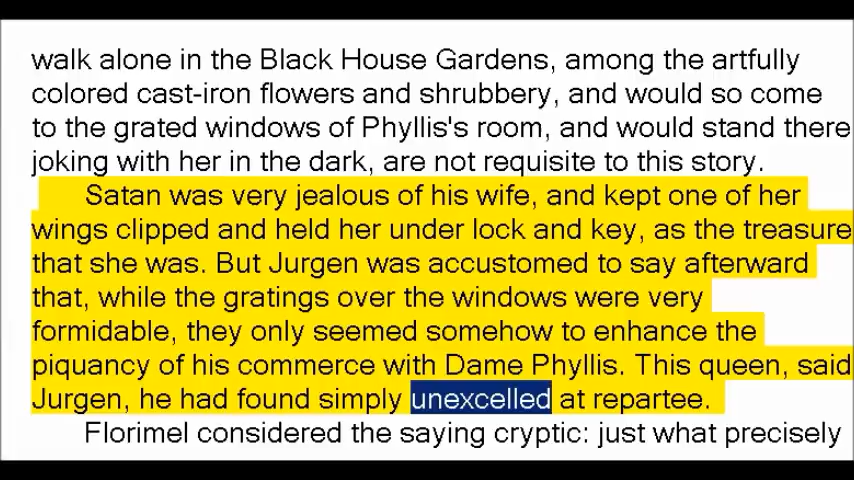 walk alone in the Black House Gardens, among the artfully
colored cast-iron flowers and shrubbery, and would so come
to the grated windows of Phyllis's room, and would stand there
joking with her in the dark, are not requisite to this story.
Satan was very jealous of his wife, and kept one of her
wings clipped and held her under lock and key, as the treasure
that she was. But Jurgen was accustomed to say afterward
that, while the gratings over the windows were very
formidable, they only seemed somehow to enhance the
piquancy of his commerce with Dame Phyllis. This queen, said
Jurgen, he had found simply unexcelled at repartee.
Florimel considered the saying cryptic: just what precisely